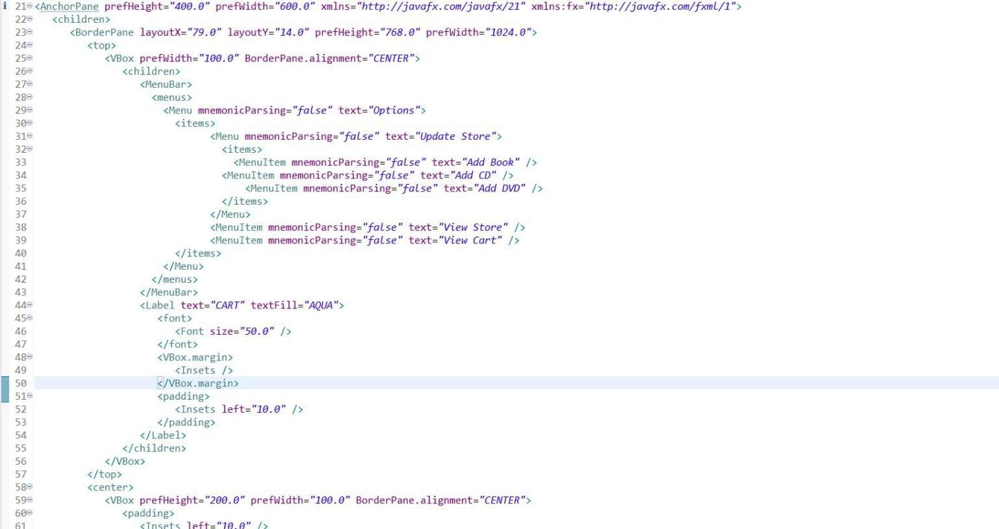 21 <AnchorPane prefHeight="400.0" prefWidth="600.0" xmlns="http://javafx.com/javafx/21" xmlns:fx="http://javafx.com/fxml/1">
22 <children>
23 <BorderPane layoutX="79.0" layoutY="14.0" prefHeight="768.0" prefWidth="1024.0">
24 <top>
25 <VBox prefWidth="100.0" BorderPane.alignment="CENTER">
26 <children>
27 <MenuBar>
28 <menus>
29 <Menu mnemonicParsing="false" text="Options">
30 <items>
31 <Menu mnemonicParsing="false" text="Update Store">
32 <items>
33 <MenuItem mnemonicParsing="false" text="Add Book" />
34 <MenuItem mnemonicParsing="false" text="Add CD" />
35 <MenuItem mnemonicParsing="false" text="Add DVD" />
36 </items>
37 </Menu>
38 <MenuItem mnemonicParsing="false" text="View Store" />
39 <MenuItem mnemonicParsing="false" text="View Cart" />
40 </items>
41 </Menu>
42 </menus>
43 </MenuBar>
44 <Label text="CART" textFill="AQUA">
45 <font>
46 <Font size="50.0" />
47 </font>
48 <VBox.margin>
49 <Insets />
50 </VBox.margin>
51 <padding>
52 <Insets left="10.0" />
53 </padding>
54 </Label>
55 </children>
56 </VBox>
57 </top>
58 <center>
59 <VBox prefHeight="200.0" prefWidth="100.0" BorderPane.alignment="CENTER">
60 <padding>
61 <Insets left="10.0" />